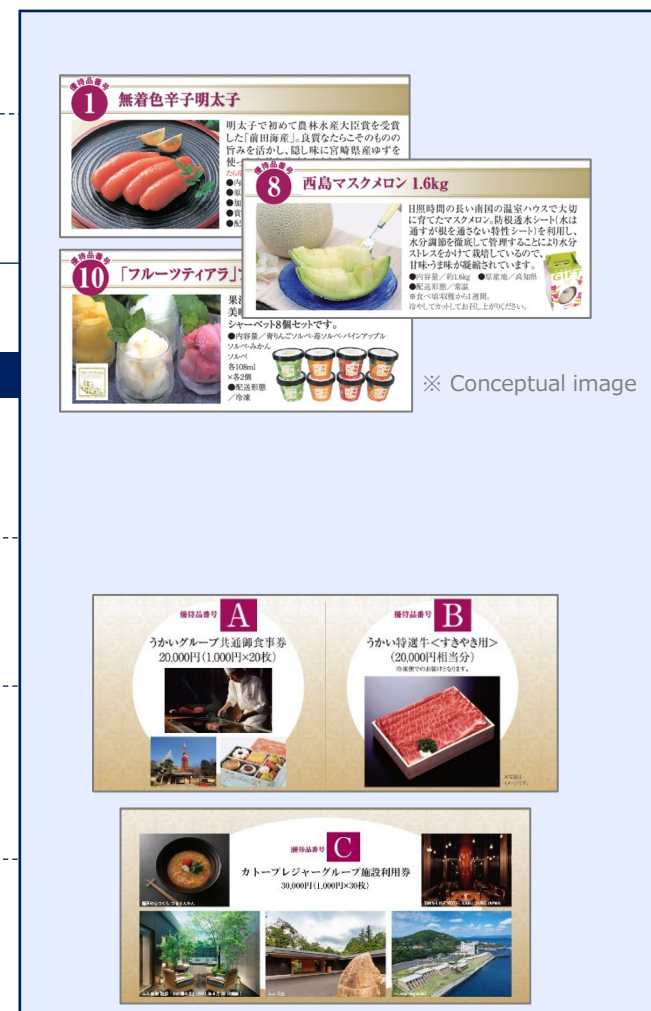 優待品番号
1 無着色辛子明太子
明太子で初めて農林水産大臣賞を受賞
した「前田海産」。良質なたらこそのものの
旨みを活かし、隠し味に宮崎県産ゆずを
優待品番号
8 西島マスクメロン 1.6kg
日照時間の長い南国の温室ハウスで大切
に育てたマスクメロン。防根透水シート(水は
通すが根を通さない特性シート)を利用し、
水分調節を徹底して管理することにより水分
ストレスをかけて栽培しているので、
甘味・うま味が凝縮されています。
●内容量/約1.6kg ●原産地/高知県
●配送形態/常温
※食べ頃:収穫から1週間。
冷やしてカットしてお召し上がりください。
GIFT
優待品番号
10 「フルーツティアラ」
シャーベット8個セットです。
●内容量/青りんごソルベ・苺ソルベ・パインアップル
ソルベ・みかん
ソルベ
各108ml
×各2個
●配送形態
/冷凍
※ Conceptual image
優待品番号 A
うかいグループ共通御食事券
20,000円(1,000円×20枚)
優待品番号 B
うかい特選牛<すきやき用>
(20,000円相当分)
冷凍便でのお届けとなります。
優待品番号 C
カトープレジャーグループ施設利用券
30,000円(1,000円×30枚)